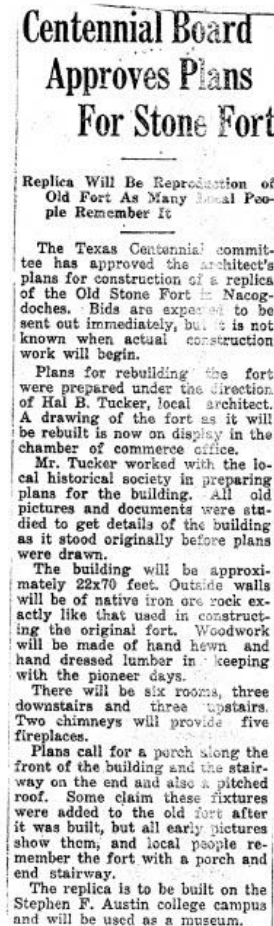 Centennial Board
Approves Plans
For Stone Fort
Replica Will Be Reproduction of
Old Fort As Many Local Peo-
ple Remember It
The Texas Centennial commit-
tee has approved the architect's
plans for construction of a replica
of the Old Stone Fort in Nacog-
doches. Bids are expected to be
sent out immediately, but it is not
known when actual construction
work will begin.
Plans for rebuilding the fort
were prepared under the direction
of Hal B. Tucker, local architect.
A drawing of the fort as it will
be rebuilt is now on display in the
chamber of commerce office.
Mr. Tucker worked with the lo-
cal historical society in preparing
plans for the building. All old
pictures and documents were stu-
died to get details of the building
as it stood originally before plans
were drawn.
The building will be approxi-
mately 22x70 feet. Outside walls
will be of native iron ore rock ex-
actly like that used in construct-
ing the original fort. Woodwork
will be made of hand hewn and
hand dressed lumber in keeping
with the pioneer days.
There will be six rooms, three
downstairs and three upstairs.
Two chimneys will provide five
fireplaces.
Plans call for a porch along the
front of the building and the stair-
way on the end and also a pitched
roof. Some claim these fixtures
were added to the old fort after
it was built, but all early pictures
show them, and local people re-
member the fort with a porch and
end stairway.
The replica is to be built on the
Stephen F. Austin college campus
and will be used as a museum.